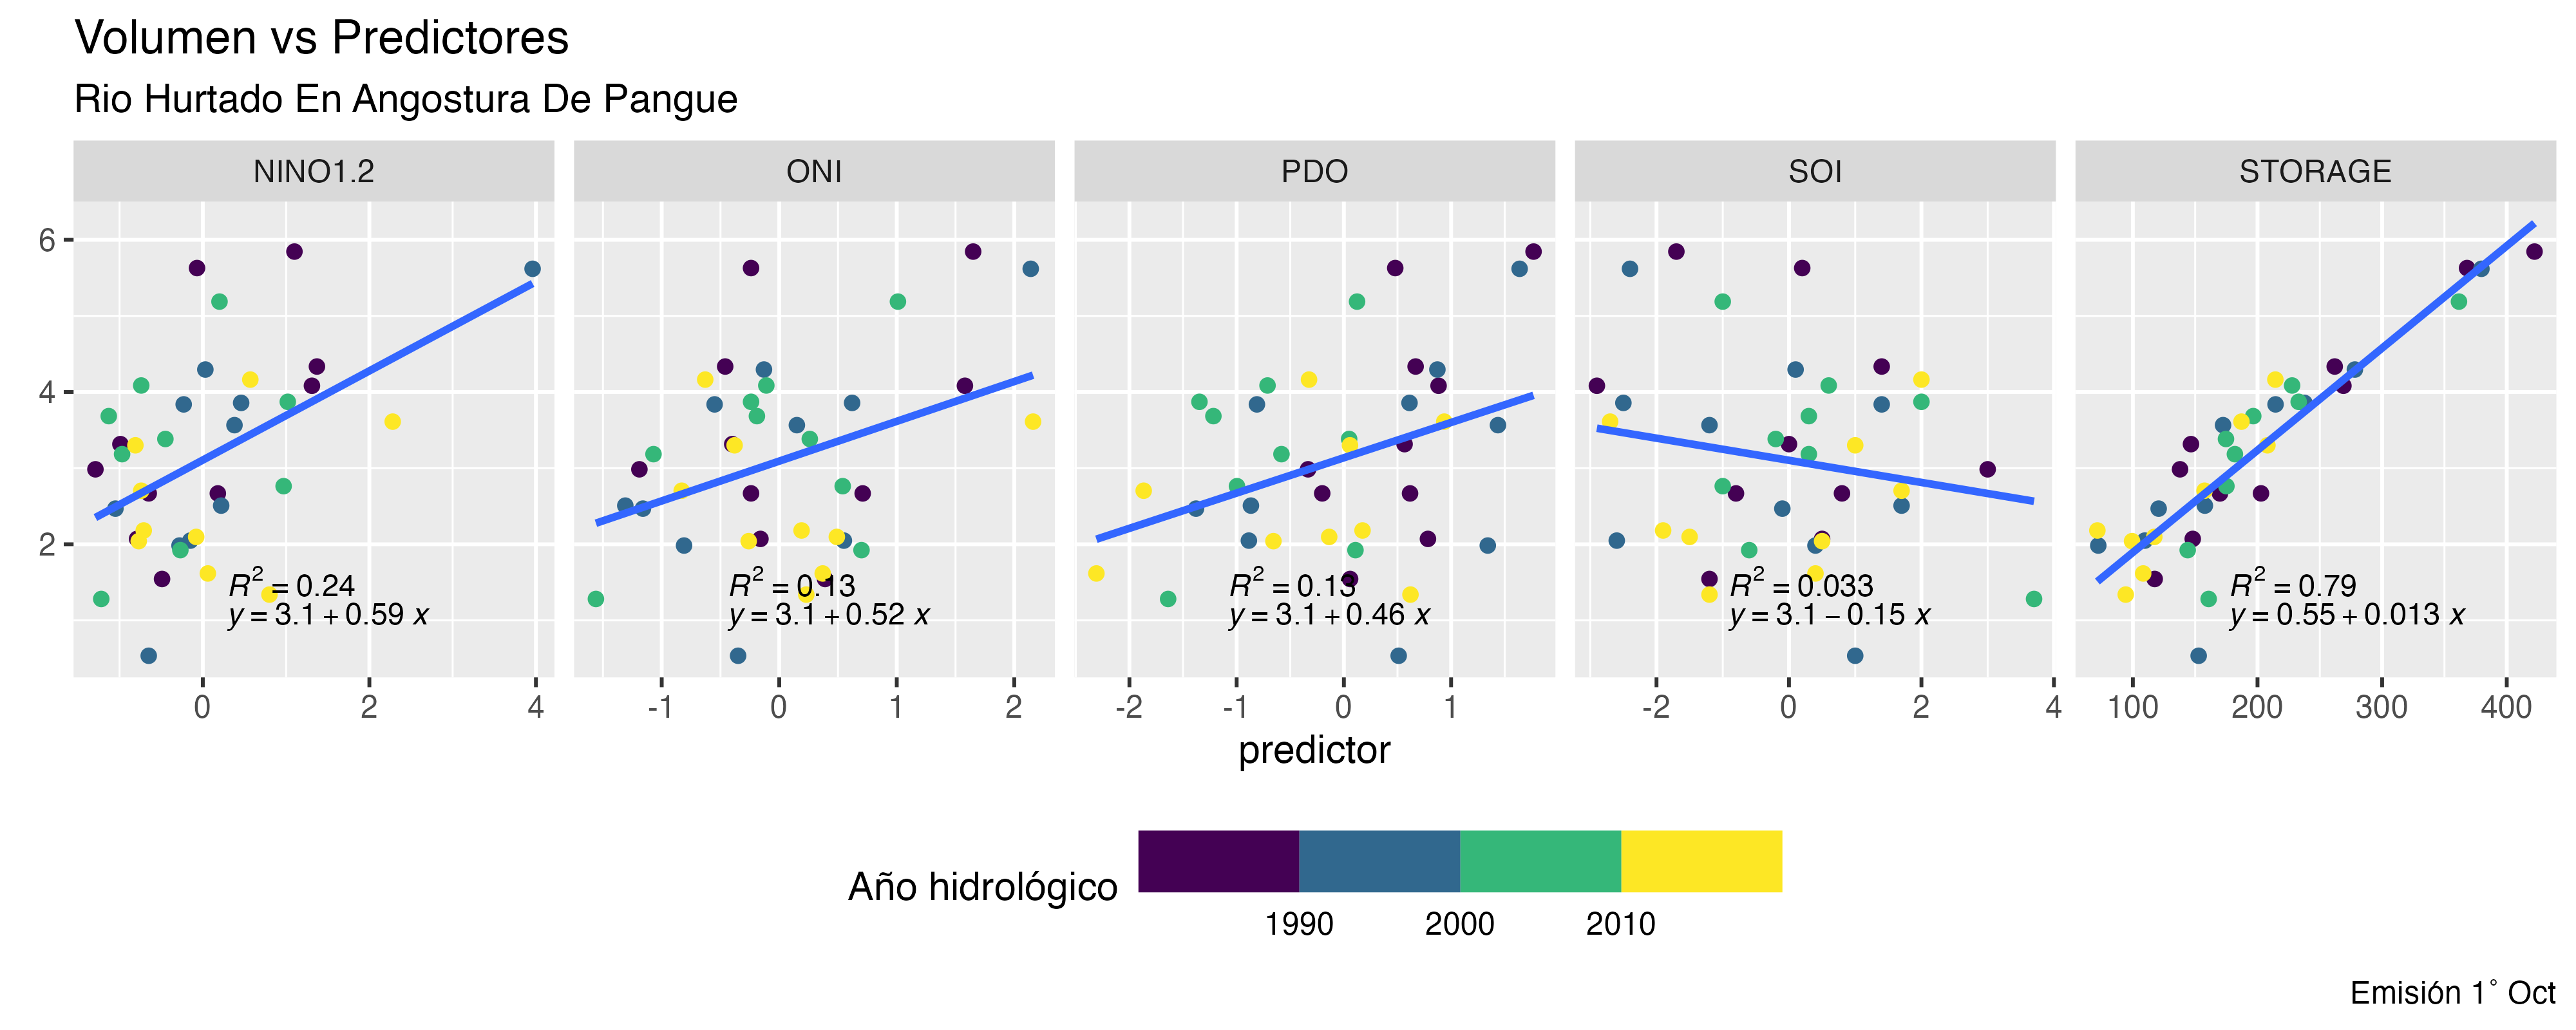 Volumen vs Predictores
Rio Hurtado En Angostura De Pangue
NINO1.2 ONI PDO SOI STORAGE
6
4
2
R² = 0.24 R² = 0.13 R² = 0.13 R² = 0.033 R² = 0.79
y = 3.1 + 0.59 x y = 3.1 + 0.52 x y = 3.1 + 0.46 x y = 3.1 − 0.15 x y = 0.55 + 0.013 x
0 2 4 -1 0 1 2 -2 -1 0 1 -2 0 2 4 100 200 300 400
predictor
Año hidrológico
1990 2000 2010
Emisión 1° Oct